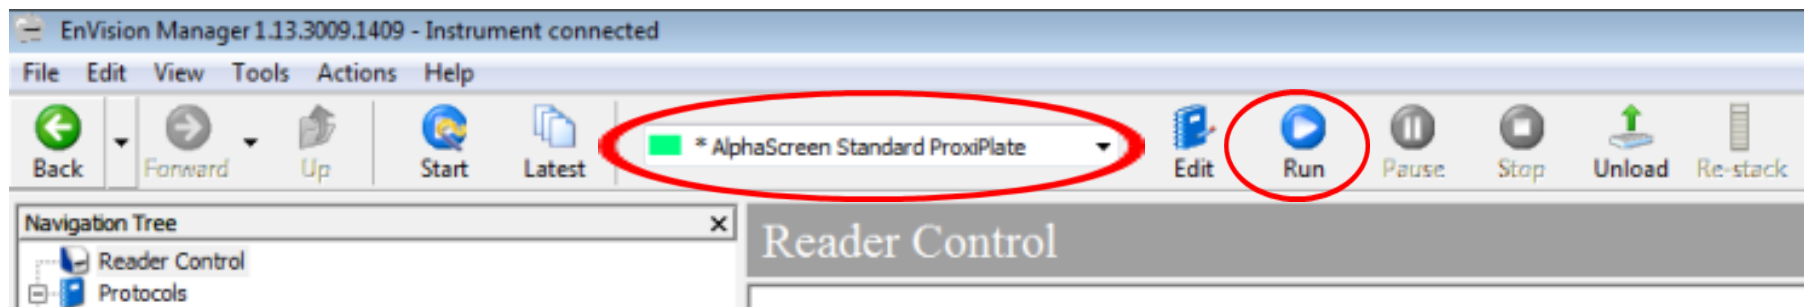 EnVision Manager 1.13.3009.1409 - Instrument connected
File Edit View Tools Actions Help
Back Forward Up Start Latest * AlphaScreen Standard ProxiPlate Edit Run Pause Stop Unload Re-stack
Navigation Tree
Reader Control
Reader Control
Protocols